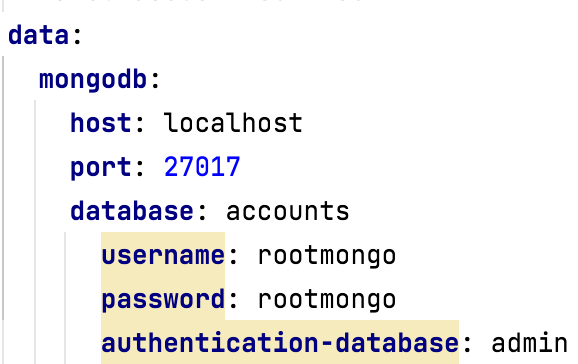 data:
mongodb:
host: localhost
port: 27017
database: accounts
username: rootmongo
password: rootmongo
authentication-database: admin